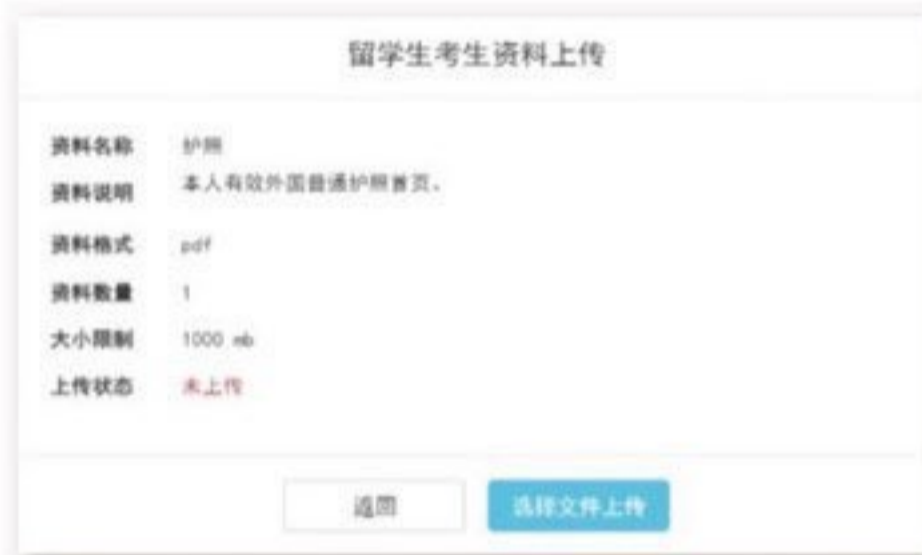 留学生考生资料上传
资料名称 护照
资料说明 本人有效外国普通护照首页。
资料格式 pdf
资料数量 1
大小限制 1000 mb
上传状态 未上传
返回 选择文件上传